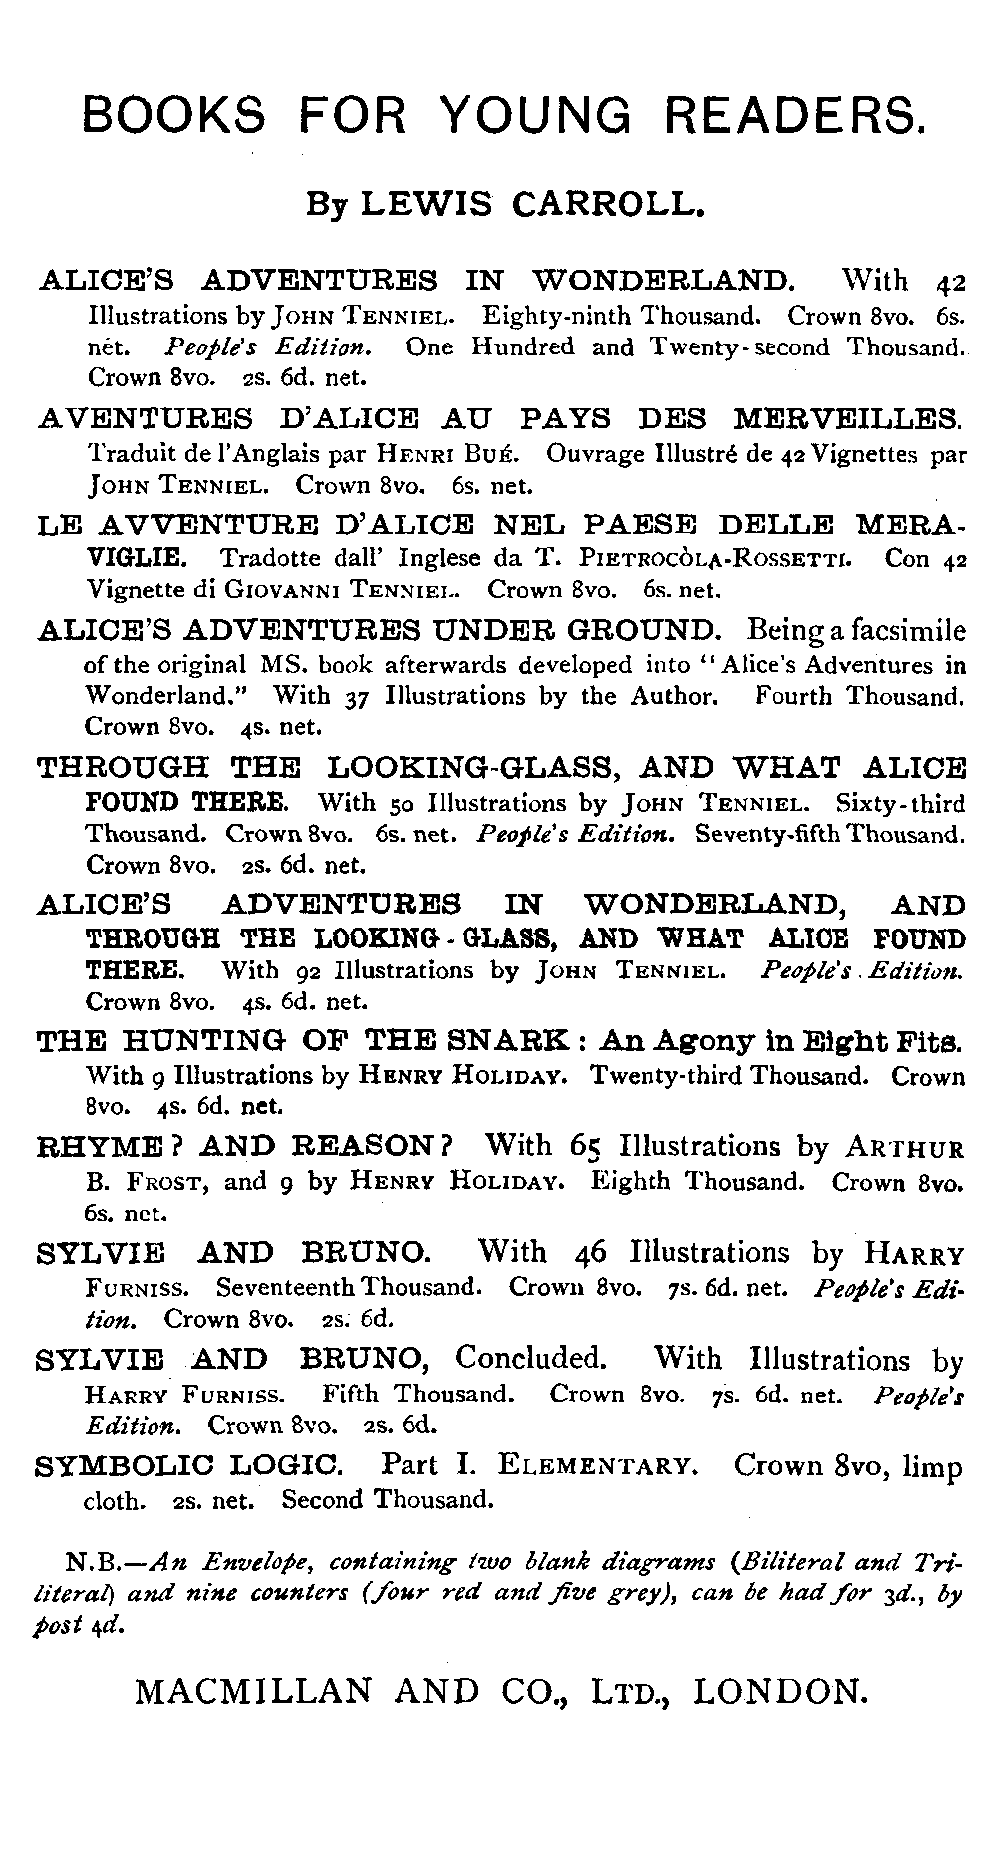 BOOKS FOR YOUNG READERS.
By LEWIS CARROLL.
ALICE'S ADVENTURES IN WONDERLAND. With 42
Illustrations by JOHN TENNIEL. Eighty-ninth Thousand. Crown 8vo. 6s.
net. People's Edition. One Hundred and Twenty-second Thousand.
Crown 8vo. 2s. 6d. net.
AVENTURES D'ALICE AU PAYS DES MERVEILLES.
Traduit de l'Anglais par HENRI BUÉ. Ouvrage Illustré de 42 Vignettes par
JOHN TENNIEL. Crown 8vo. 6s. net.
LE AVVENTURE D'ALICE NEL PAESE DELLE MERA-
VIGLIE. Tradotte dall' Inglese da T. PIETROCÒLA-ROSSETTI. Con 42
Vignette di GIOVANNI TENNIEL. Crown 8vo. 6s. net.
ALICE'S ADVENTURES UNDER GROUND. Being a facsimile
of the original MS. book afterwards developed into "Alice's Adventures in
Wonderland." With 37 Illustrations by the Author. Fourth Thousand.
Crown 8vo. 4s. net.
THROUGH THE LOOKING-GLASS, AND WHAT ALICE
FOUND THERE. With 50 Illustrations by JOHN TENNIEL. Sixty-third
Thousand. Crown 8vo. 6s. net. People's Edition. Seventy-fifth Thousand.
Crown 8vo. 2s. 6d. net.
ALICE'S ADVENTURES IN WONDERLAND, AND
THROUGH THE LOOKING-GLASS, AND WHAT ALICE FOUND
THERE. With 92 Illustrations by JOHN TENNIEL. People's Edition.
Crown 8vo. 4s. 6d. net.
THE HUNTING OF THE SNARK: An Agony in Eight Fits.
With 9 Illustrations by HENRY HOLIDAY. Twenty-third Thousand. Crown
8vo. 4s. 6d. net.
RHYME? AND REASON? With 65 Illustrations by ARTHUR
B. FROST, and 9 by HENRY HOLIDAY. Eighth Thousand. Crown 8vo.
6s. net.
SYLVIE AND BRUNO. With 46 Illustrations by HARRY
FURNISS. Seventeenth Thousand. Crown 8vo. 7s. 6d. net. People's Edi-
tion. Crown 8vo. 2s. 6d.
SYLVIE AND BRUNO, Concluded. With Illustrations by
HARRY FURNISS. Fifth Thousand. Crown 8vo. 7s. 6d. net. People's
Edition. Crown 8vo. 2s. 6d.
SYMBOLIC LOGIC. Part I. ELEMENTARY. Crown 8vo, limp
cloth. 2s. net. Second Thousand.
N.B.—An Envelope, containing two blank diagrams (Biliteral and Tri-
literal) and nine counters (four red and five grey), can be had for 3d., by
post 4d.
MACMILLAN AND CO., LTD., LONDON.